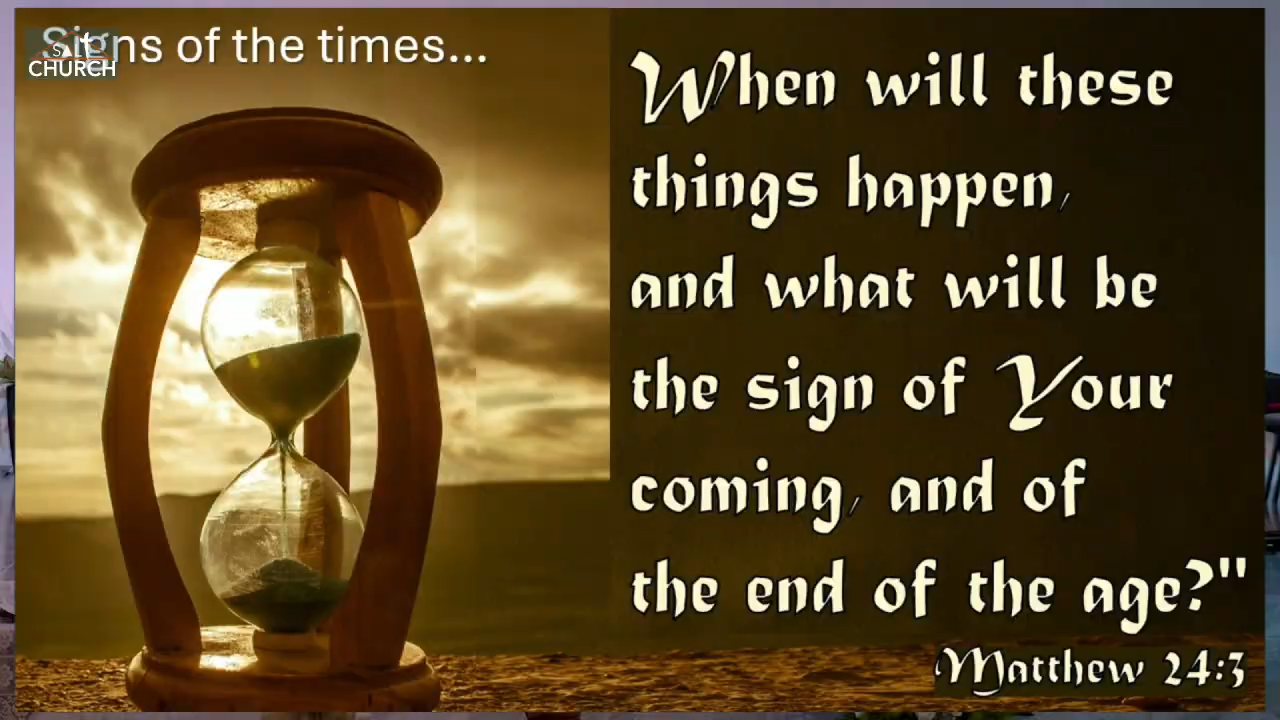 Signs of the times...
SALT
CHURCH
When will these
things happen,
and what will be
the sign of Your
coming, and of
the end of the age?"
Matthew 24:3